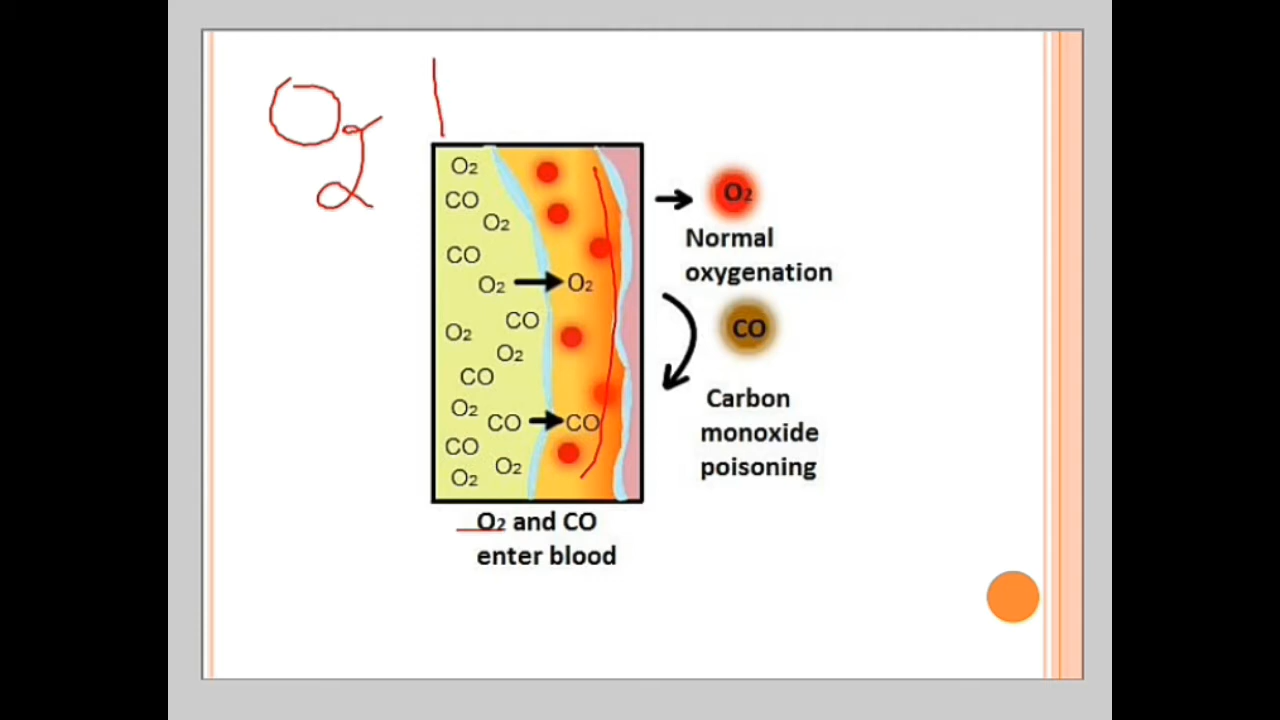 O2
O2
CO
O2
CO
O2 O2
CO
O2
O2
CO
O2
CO CO
CO
O2
O2
O2
Normal
oxygenation
CO
Carbon
monoxide
poisoning
O2 and CO
enter blood